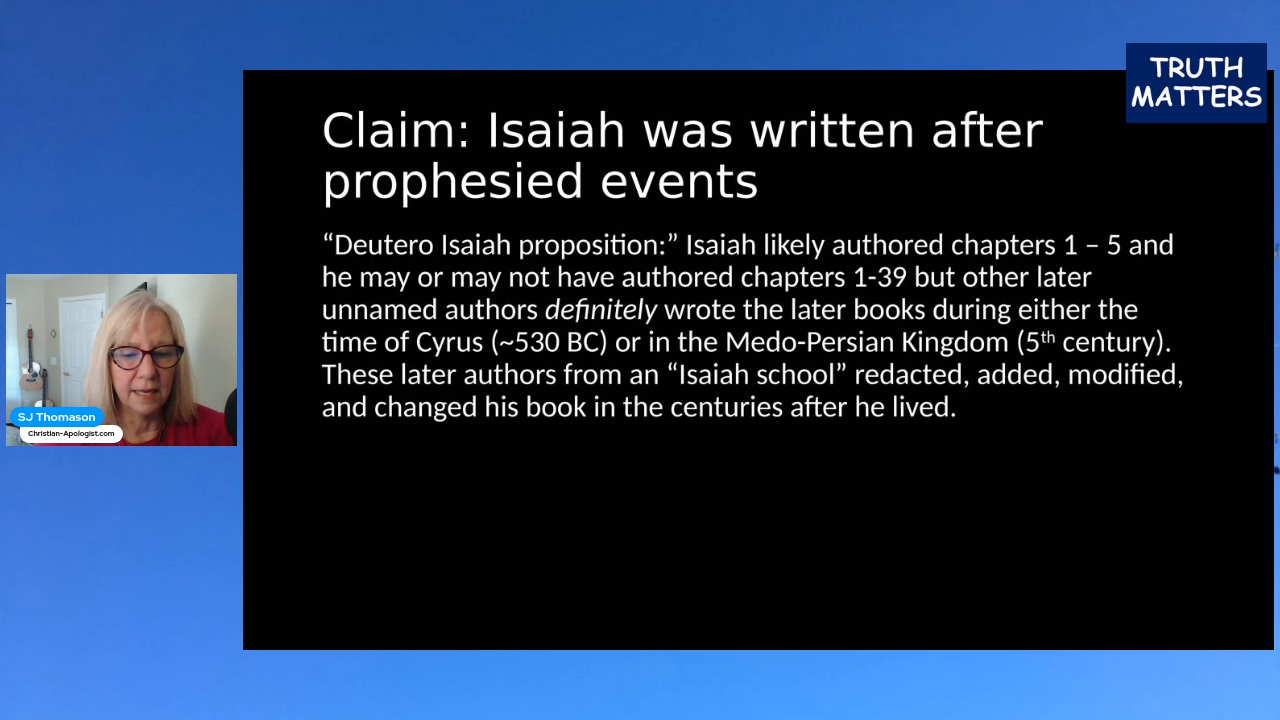 TRUTH
MATTERS
Claim: Isaiah was written after
prophesied events
“Deutero Isaiah proposition:” Isaiah likely authored chapters 1 – 5 and
he may or may not have authored chapters 1-39 but other later
unnamed authors definitely wrote the later books during either the
time of Cyrus (~530 BC) or in the Medo-Persian Kingdom (5th century).
These later authors from an “Isaiah school” redacted, added, modified,
and changed his book in the centuries after he lived.
SJ Thomason
Christian-Apologist.com